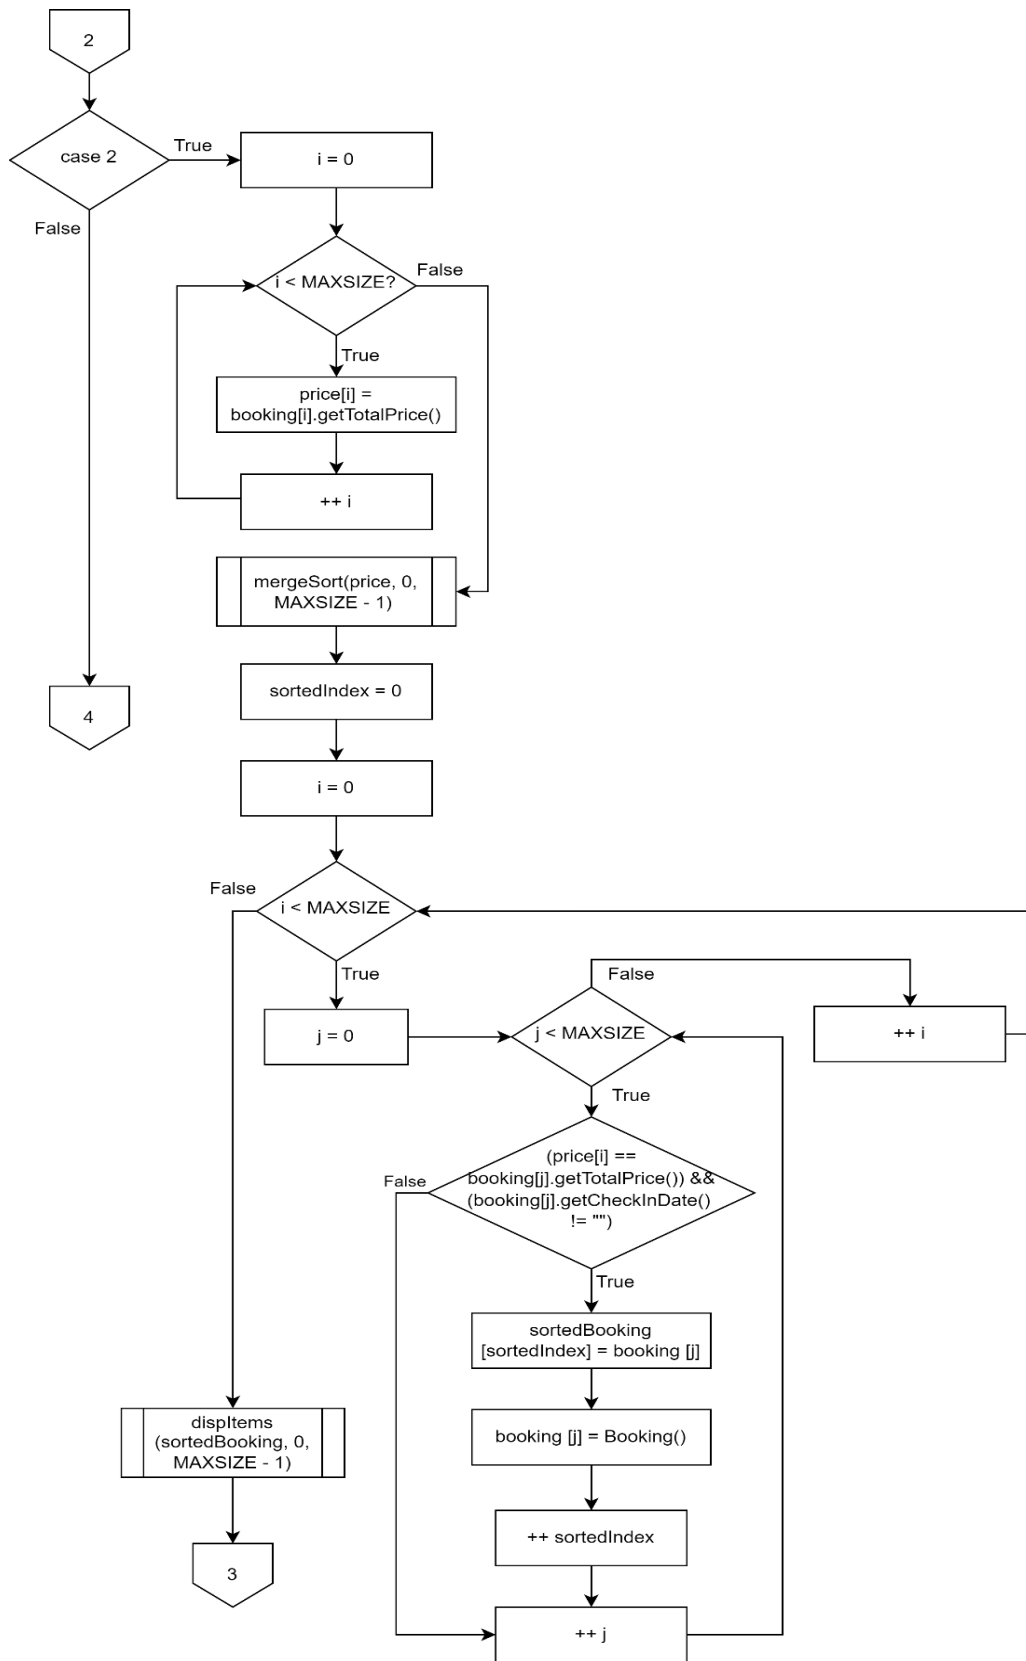 2
case 2
True
i = 0
False
i < MAXSIZE?
False
True
price[i] =
booking[i].getTotalPrice()
++ i
mergeSort(price, 0,
MAXSIZE - 1)
sortedIndex = 0
4
i = 0
False
i < MAXSIZE
True
False
j = 0
j < MAXSIZE
++ i
True
(price[i] ==
booking[j].getTotalPrice()) &&
(booking[j].getCheckInDate()
!= "")
False
True
sortedBooking
[sortedIndex] = booking [j]
dispItems
(sortedBooking, 0,
MAXSIZE - 1)
booking [j] = Booking()
++ sortedIndex
3
++ j